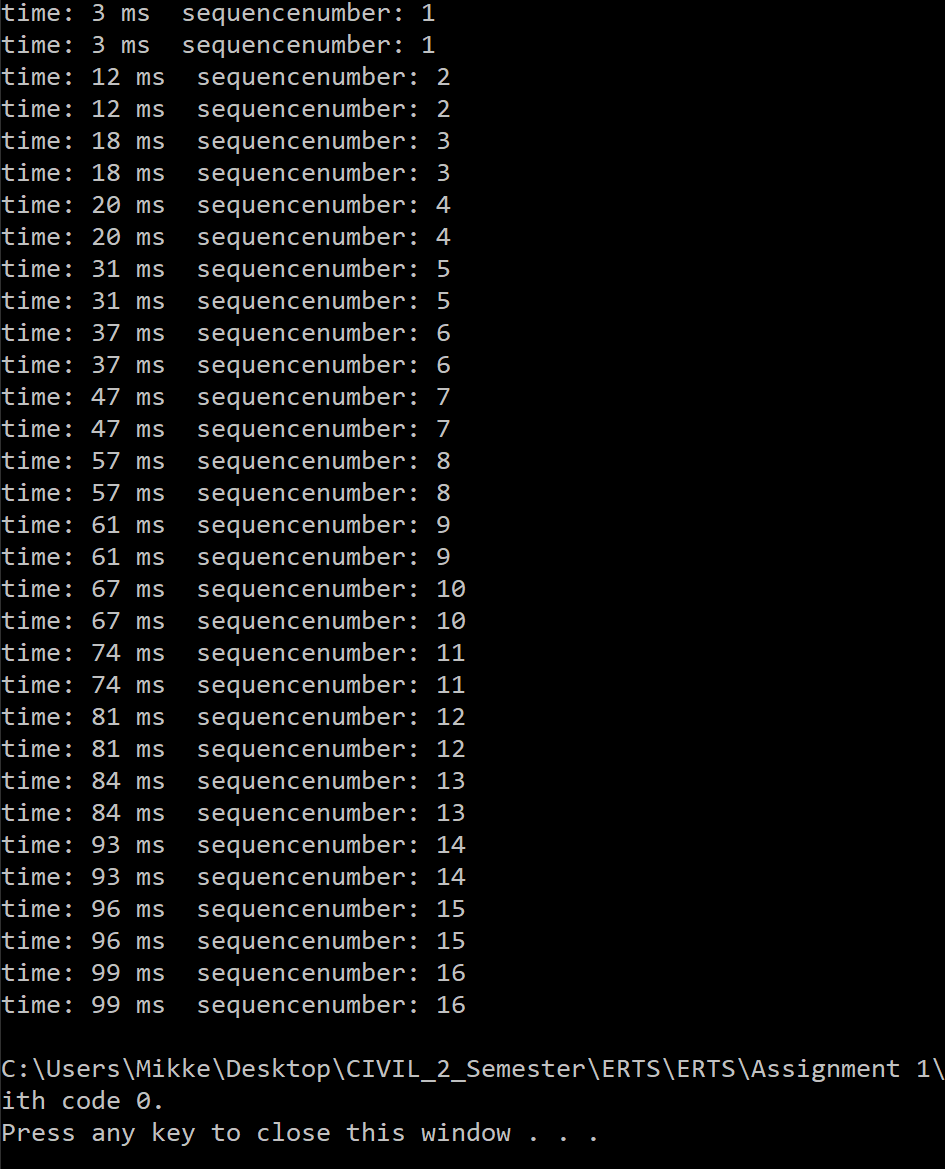 time: 3 ms  sequencenumber: 1
time: 3 ms  sequencenumber: 1
time: 12 ms  sequencenumber: 2
time: 12 ms  sequencenumber: 2
time: 18 ms  sequencenumber: 3
time: 18 ms  sequencenumber: 3
time: 20 ms  sequencenumber: 4
time: 20 ms  sequencenumber: 4
time: 31 ms  sequencenumber: 5
time: 31 ms  sequencenumber: 5
time: 37 ms  sequencenumber: 6
time: 37 ms  sequencenumber: 6
time: 47 ms  sequencenumber: 7
time: 47 ms  sequencenumber: 7
time: 57 ms  sequencenumber: 8
time: 57 ms  sequencenumber: 8
time: 61 ms  sequencenumber: 9
time: 61 ms  sequencenumber: 9
time: 67 ms  sequencenumber: 10
time: 67 ms  sequencenumber: 10
time: 74 ms  sequencenumber: 11
time: 74 ms  sequencenumber: 11
time: 81 ms  sequencenumber: 12
time: 81 ms  sequencenumber: 12
time: 84 ms  sequencenumber: 13
time: 84 ms  sequencenumber: 13
time: 93 ms  sequencenumber: 14
time: 93 ms  sequencenumber: 14
time: 96 ms  sequencenumber: 15
time: 96 ms  sequencenumber: 15
time: 99 ms  sequencenumber: 16
time: 99 ms  sequencenumber: 16
C:\Users\Mikke\Desktop\CIVIL_2_Semester\ERTS\ERTS\Assignment 1\
ith code 0.
Press any key to close this window . . .